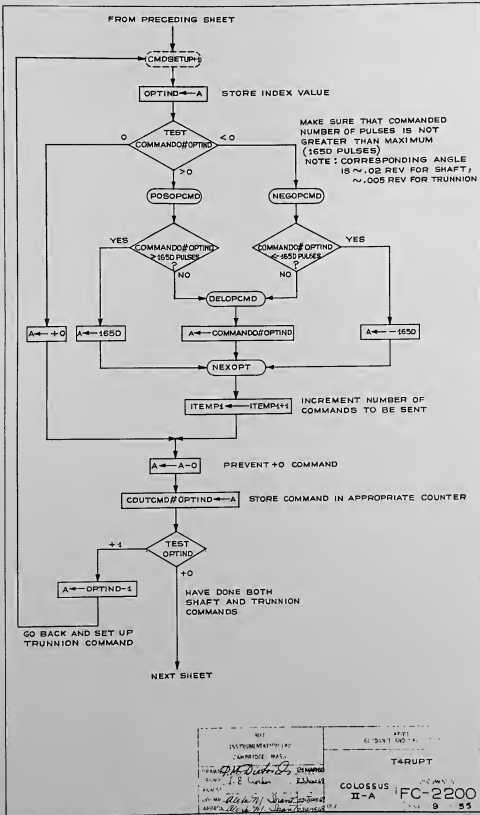 FROM PRECEDING SHEET
CMDSETUP+1
OPTIND←A
STORE INDEX VALUE
TEST
COMMANDO#OPTIND
0
<0
>0
MAKE SURE THAT COMMANDED
NUMBER OF PULSES IS NOT
GREATER THAN MAXIMUM
(165D PULSES)
NOTE: CORRESPONDING ANGLE
IS ~.02 REV FOR SHAFT,
~.005 REV FOR TRUNNION
POSOPCMD
NEGOPCMD
YES
COMMANDO#OPTIND
>165D PULSES
?
NO
COMMANDO#OPTIND
<-165D PULSES
?
YES
NO
DELOPCMD
A←+0
A←165D
A←COMMANDO#OPTIND
A←-165D
NEXOPT
ITEMP1←ITEMP1+1
INCREMENT NUMBER OF
COMMANDS TO BE SENT
A←A-0
PREVENT +0 COMMAND
CDUTCMD#OPTIND←A
STORE COMMAND IN APPROPRIATE COUNTER
+1
TEST
OPTIND
+0
A←OPTIND-1
HAVE DONE BOTH
SHAFT AND TRUNNION
COMMANDS
GO BACK AND SET UP
TRUNNION COMMAND
NEXT SHEET
MIT
INSTRUMENTATION LAB
CAMBRIDGE, MASS.
T4RUPT
COLOSSUS
II-A
FC-2200
9
55